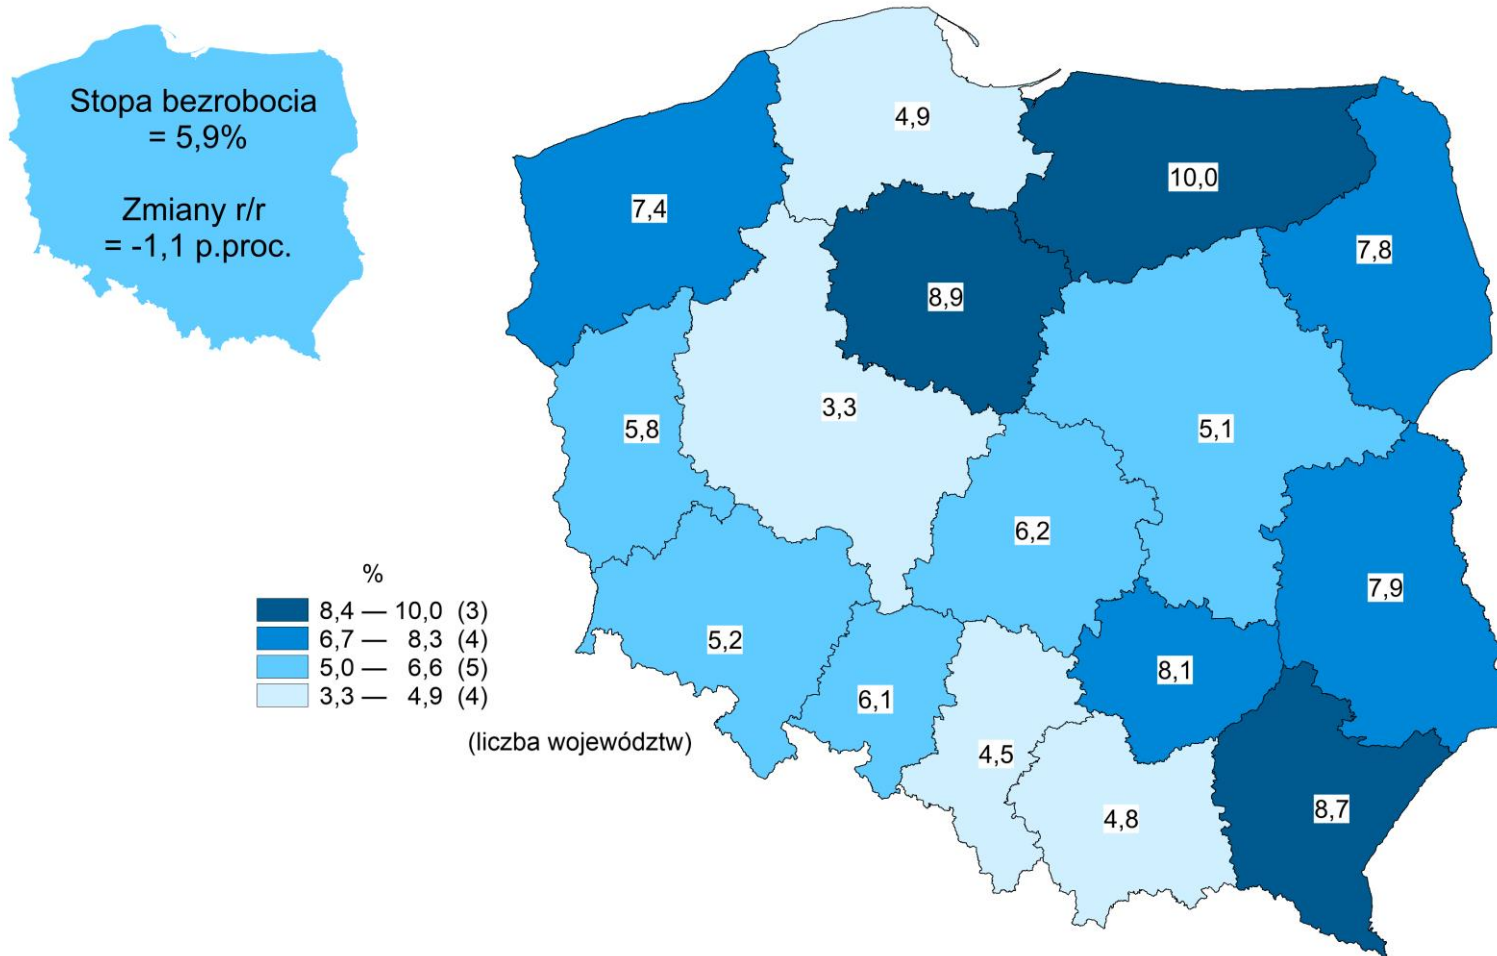 Stopa bezrobocia
= 5,9%
Zmiany r/r
= -1,1 p.proc.
4,9
10,0
7,4
7,8
8,9
3,3
5,8
5,1
6,2
7,9
5,2
8,1
6,1
4,5
8,7
4,8
%
8,4 — 10,0 (3)
6,7 — 8,3 (4)
5,0 — 6,6 (5)
3,3 — 4,9 (4)
(liczba województw)